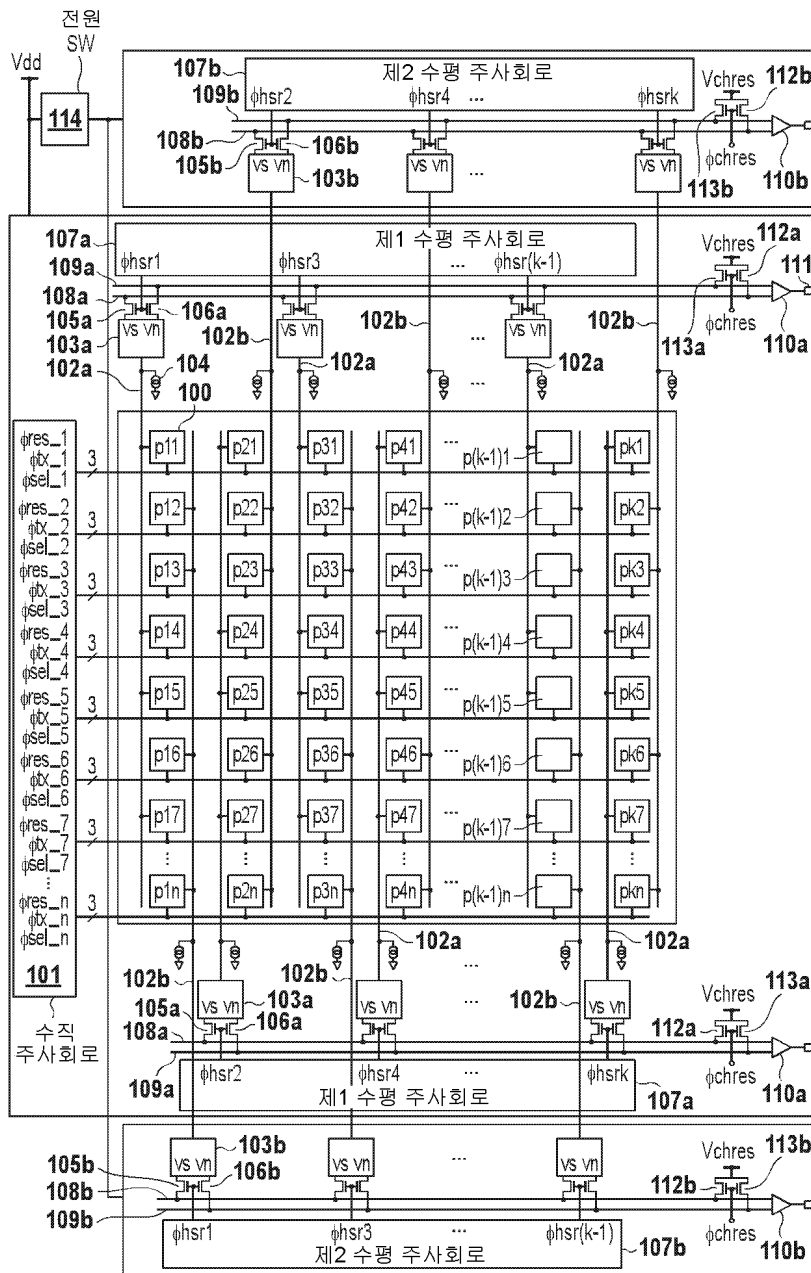 전원
SW
Vdd
114
107b
제2 수평 주사회로
ϕhsr2 ϕhsr4 ... ϕhsrk
109b
108b
105b
106b
vs vn
103b
vs vn
...
vs vn
Vchres
112b
113b
ϕchres
110b
107a
제1 수평 주사회로
ϕhsr1 ϕhsr3 ... ϕhsr(k-1)
109a
108a
105a
106a
103a
vs vn
vs vn
...
vs vn
102b
102b
102b
Vchres
112a
111
113a
ϕchres
110a
102a
104
102a
...
102a
100
ϕres_1
ϕtx_1 3
ϕsel_1
p11 p21 p31 p41 ... p(k-1)1 pk1
ϕres_2
ϕtx_2 3
ϕsel_2
p12 p22 p32 p42 ... p(k-1)2 pk2
ϕres_3
ϕtx_3 3
ϕsel_3
p13 p23 p33 p43 ... p(k-1)3 pk3
ϕres_4
ϕtx_4 3
ϕsel_4
p14 p24 p34 p44 ... p(k-1)4 pk4
ϕres_5
ϕtx_5 3
ϕsel_5
p15 p25 p35 p45 ... p(k-1)5 pk5
ϕres_6
ϕtx_6 3
ϕsel_6
p16 p26 p36 p46 ... p(k-1)6 pk6
ϕres_7
ϕtx_7 3
ϕsel_7
p17 p27 p37 p47 ... p(k-1)7 pk7
ϕres_n
ϕtx_n 3
ϕsel_n
p1n p2n p3n p4n ... p(k-1)n pkn
101
수직
주사회로
102a
102a
102b
102b
...
102b
105a
108a
vs vn
103a
106a
vs vn
...
vs vn
109a
ϕhsr2 ϕhsr4 ... ϕhsrk
제1 수평 주사회로
107a
Vchres
113a
112a
ϕchres
110a
103b
vs vn
vs vn
...
vs vn
105b
106b
108b
109b
ϕhsr1 ϕhsr3 ... ϕhsr(k-1)
제2 수평 주사회로
107b
Vchres
113b
112b
ϕchres
110b